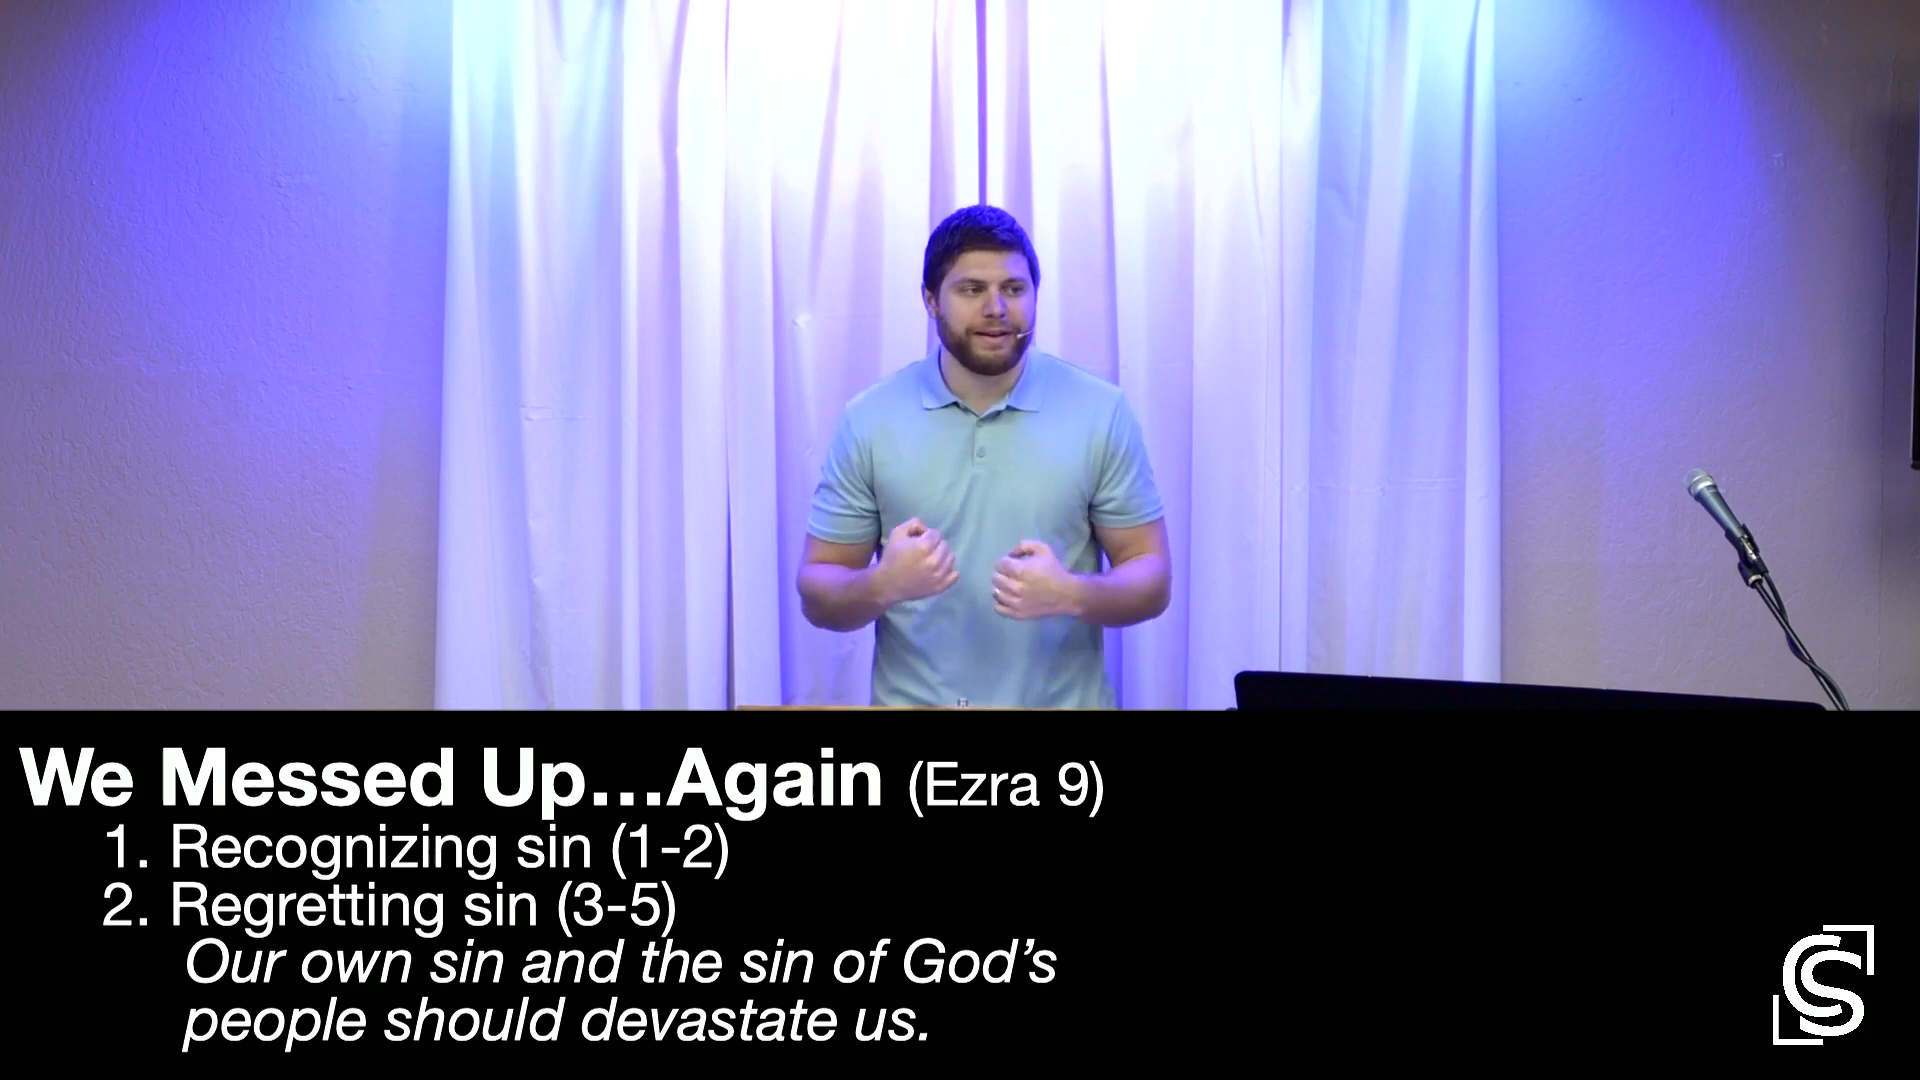 We Messed Up...Again (Ezra 9)
1. Recognizing sin (1-2)
2. Regretting sin (3-5)
Our own sin and the sin of God’s
people should devastate us.